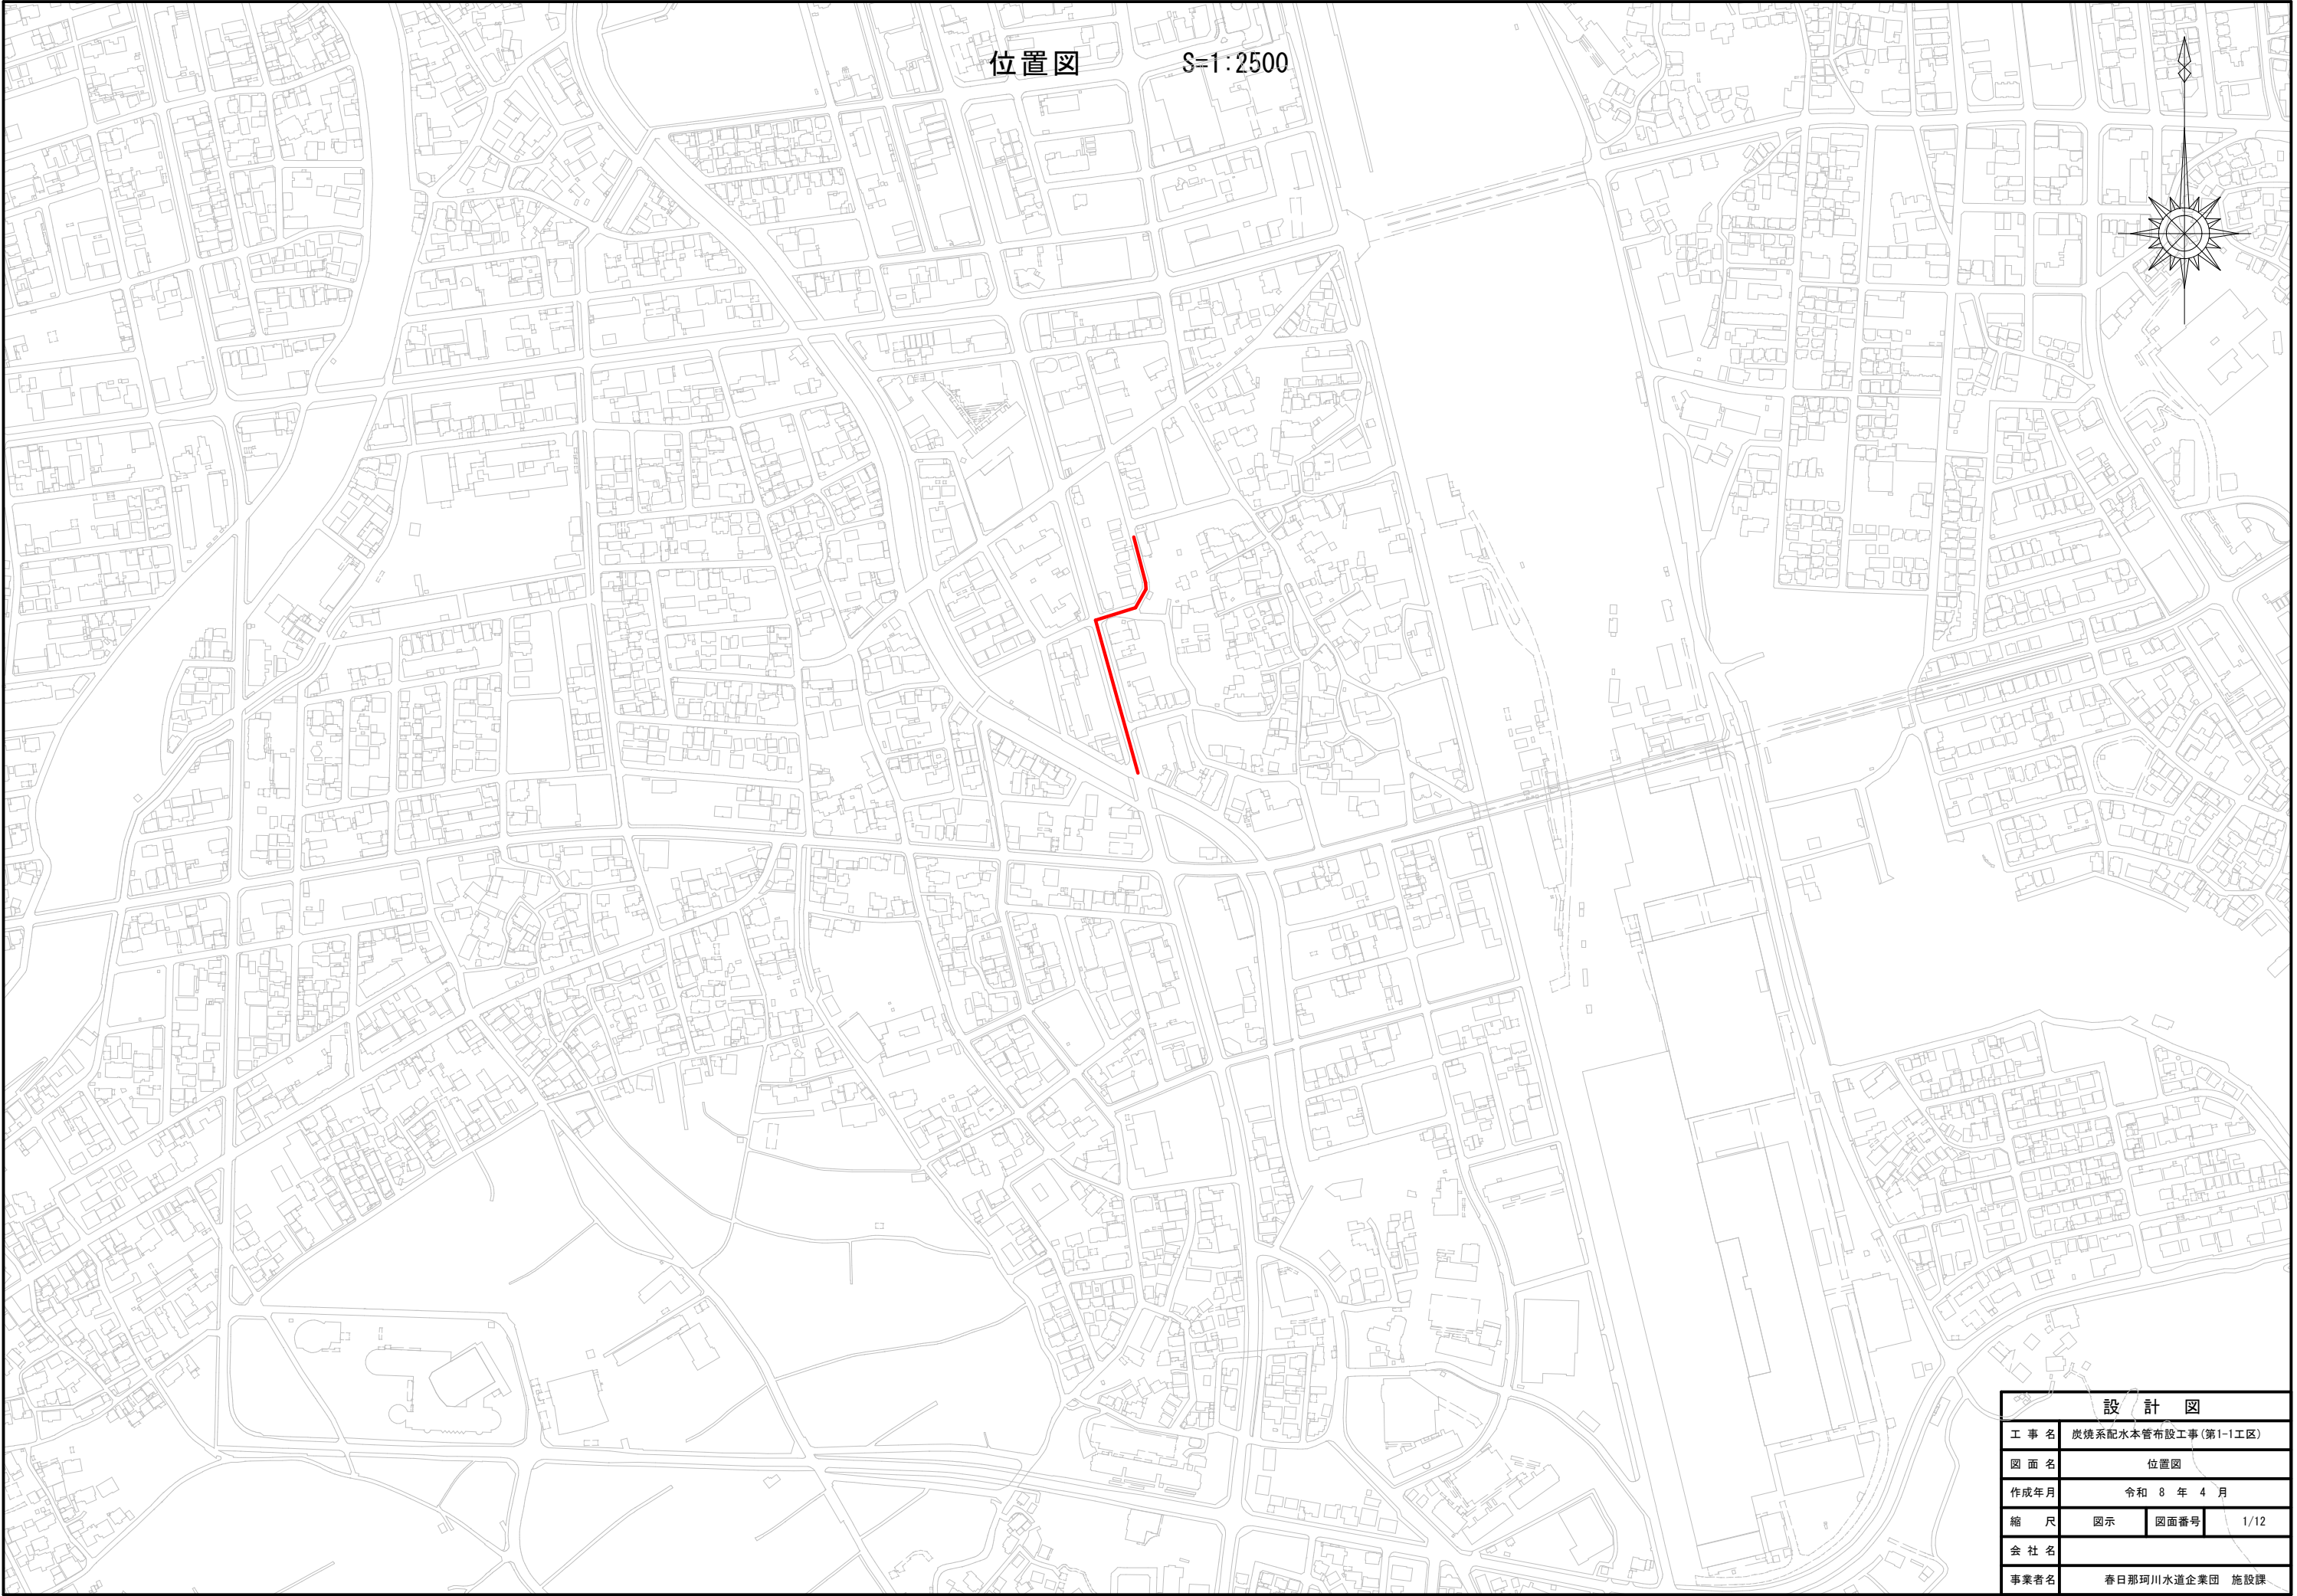 位置図 S=1:2500
設計図
工事名 炭焼系配水本管布設工事(第1-1工区)
図面名 位置図
作成年月 令和 8 年 4 月
縮尺 図示 図面番号 1/12
会社名
事業者名 春日那珂川水道企業団 施設課